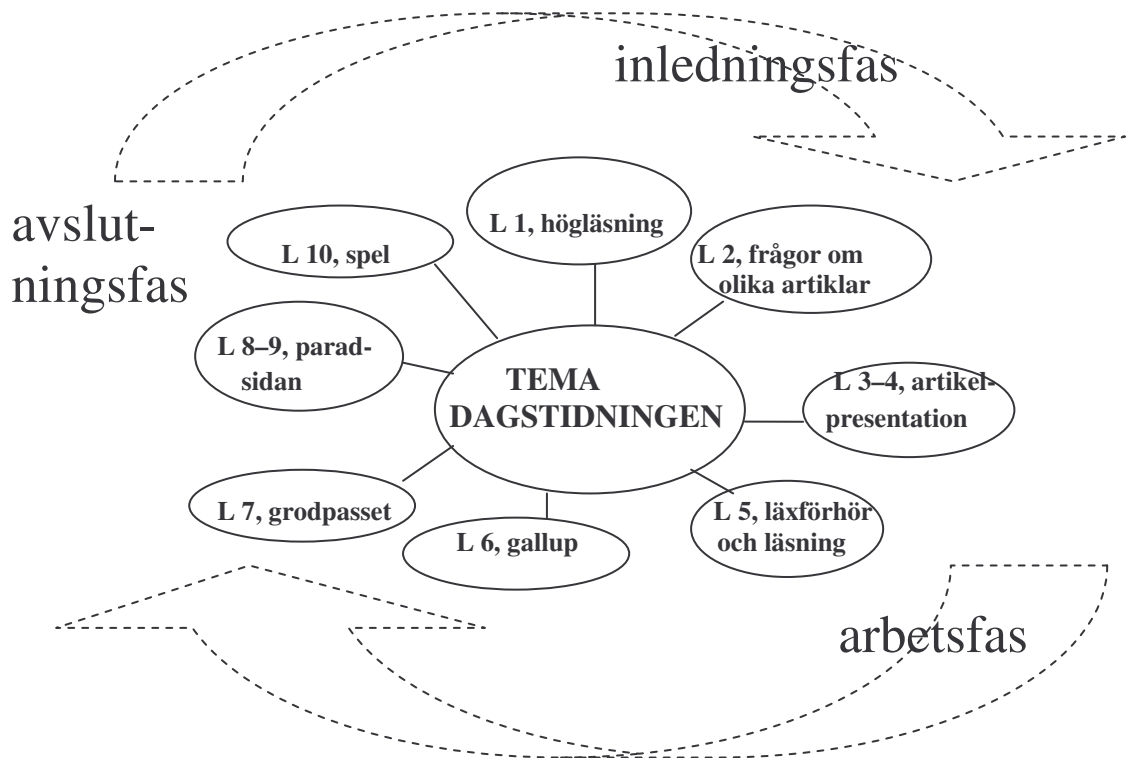 inledningsfas
avslut-
ningsfas
L 1, högläsning
L 10, spel
L 2, frågor om
olika artiklar
L 8–9, parad-
sidan
TEMA
DAGSTIDNINGEN
L 3–4, artikel-
presentation
L 7, grodpasset
L 6, gallup
L 5, läxförhör
och läsning
arbetsfas